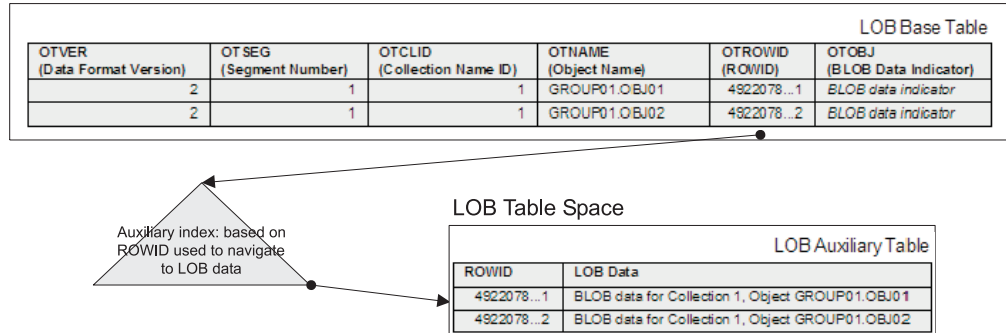 LOB Base Table
OTVER OTSEG OTCLID OTNAME OTROWID OTOBJ
(Data Format Version) (Segment Number) (Collection Name ID) (Object Name) (ROWID) (BLOB Data Indicator)
2 1 1 GROUP01.OBJ01 4922078...1 BLOB data indicator
2 1 1 GROUP01.OBJ02 4922078...2 BLOB data indicator
Auxiliary index: based on
ROWID used to navigate
to LOB data
LOB Table Space
LOB Auxiliary Table
ROWID LOB Data
4922078...1 BLOB data for Collection 1, Object GROUP01.OBJ01
4922078...2 BLOB data for Collection 1, Object GROUP01.OBJ02